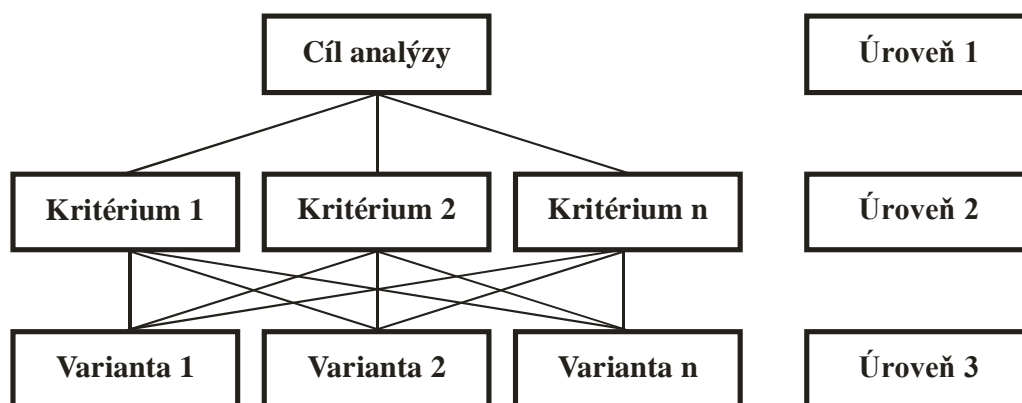 Cíl analýzy Úroveň 1
Kritérium 1 Kritérium 2 Kritérium n Úroveň 2
Varianta 1 Varianta 2 Varianta n Úroveň 3